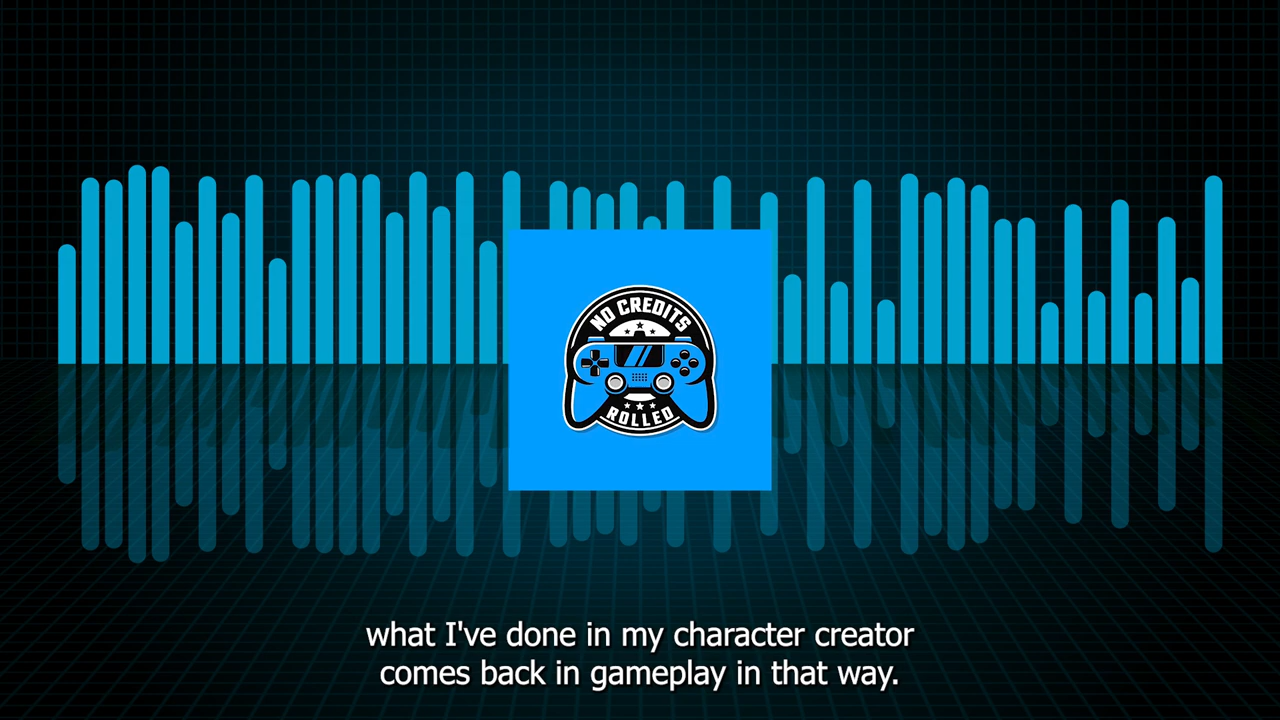 NO CREDITS
ROLLED
what I've done in my character creator
comes back in gameplay in that way.